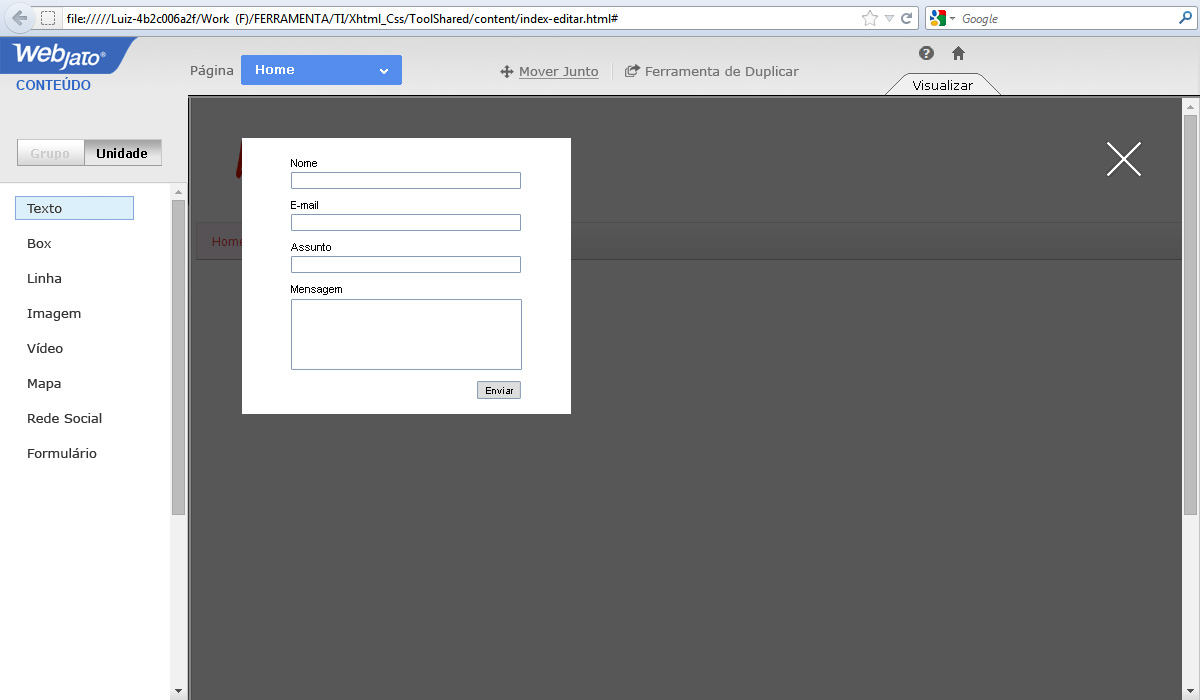 file://///Luiz-4b2c006a2f/Work (F)/FERRAMENTA/TI/Xhtml_Css/ToolShared/content/index-editar.html#
Google
Webjato®
CONTEÚDO
Página
Home
Mover Junto
Ferramenta de Duplicar
?
Visualizar
Grupo
Unidade
Texto
Box
Linha
Imagem
Vídeo
Mapa
Rede Social
Formulário
Home
Nome
E-mail
Assunto
Mensagem
Enviar